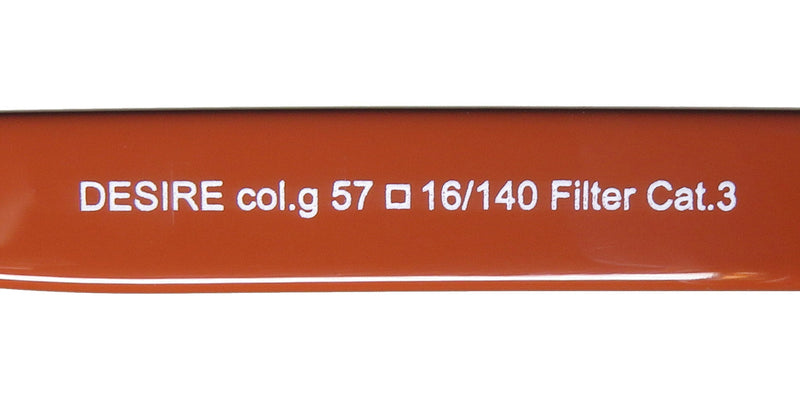 DESIRE col.g 57 □ 16/140 Filter Cat.3